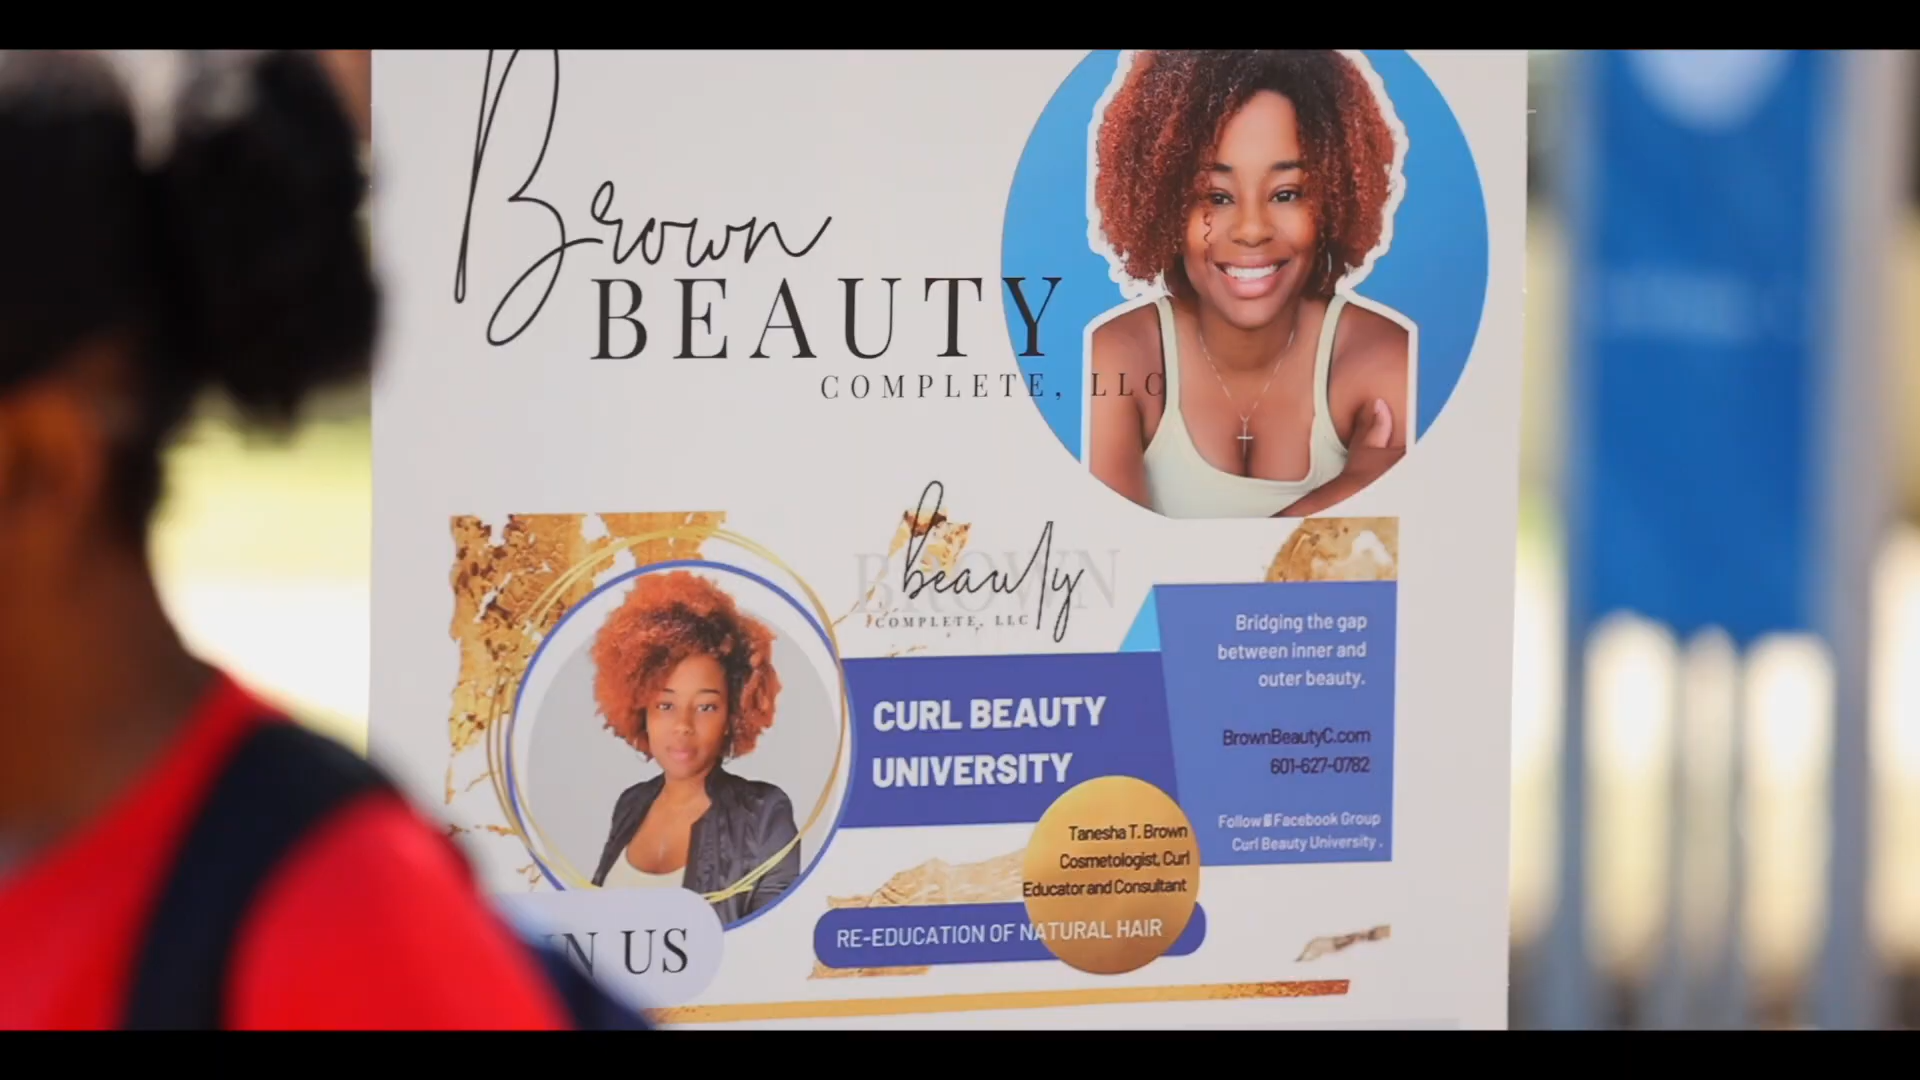 Brown
BEAUTY
COMPLETE, LLC
BROWN
beauty
COMPLETE, LLC
CURL BEAUTY
UNIVERSITY
Bridging the gap
between inner and
outer beauty.
BrownBeautyC.com
601-627-0782
Follow Facebook Group
Curl Beauty University .
Tanesha T. Brown
Cosmetologist, Curl
Educator and Consultant
RE-EDUCATION OF NATURAL HAIR
US